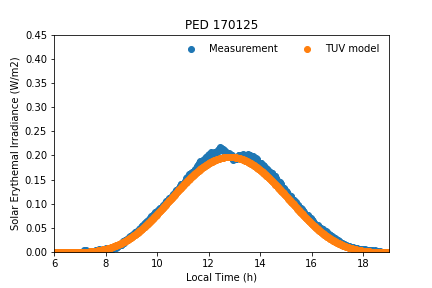 PED 170125
Measurement
TUV model
Solar Erythemal Irradiance (W/m2)
0.45
0.40
0.35
0.30
0.25
0.20
0.15
0.10
0.05
0.00
6 8 10 12 14 16 18
Local Time (h)